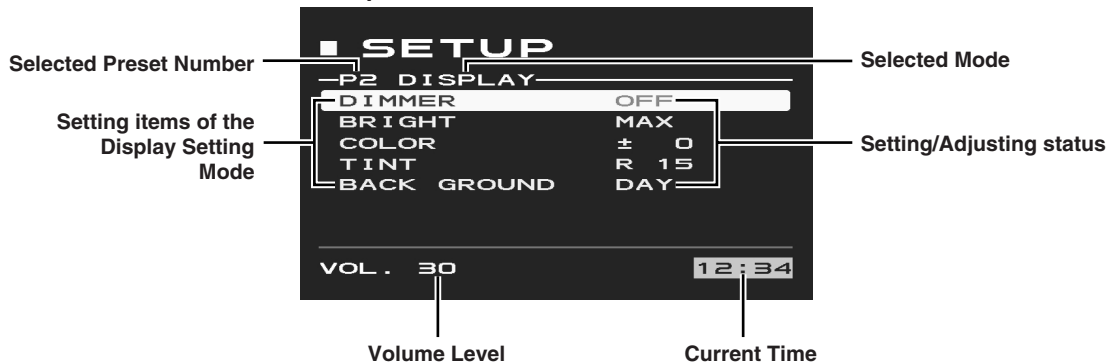 SETUP
Selected Preset Number
Selected Mode
P2 DISPLAY
DIMMER OFF
BRIGHT MAX
COLOR ± 0
TINT R 15
BACK GROUND DAY
Setting items of the
Display Setting
Mode
Setting/Adjusting status
VOL. 30 12:34
Volume Level
Current Time